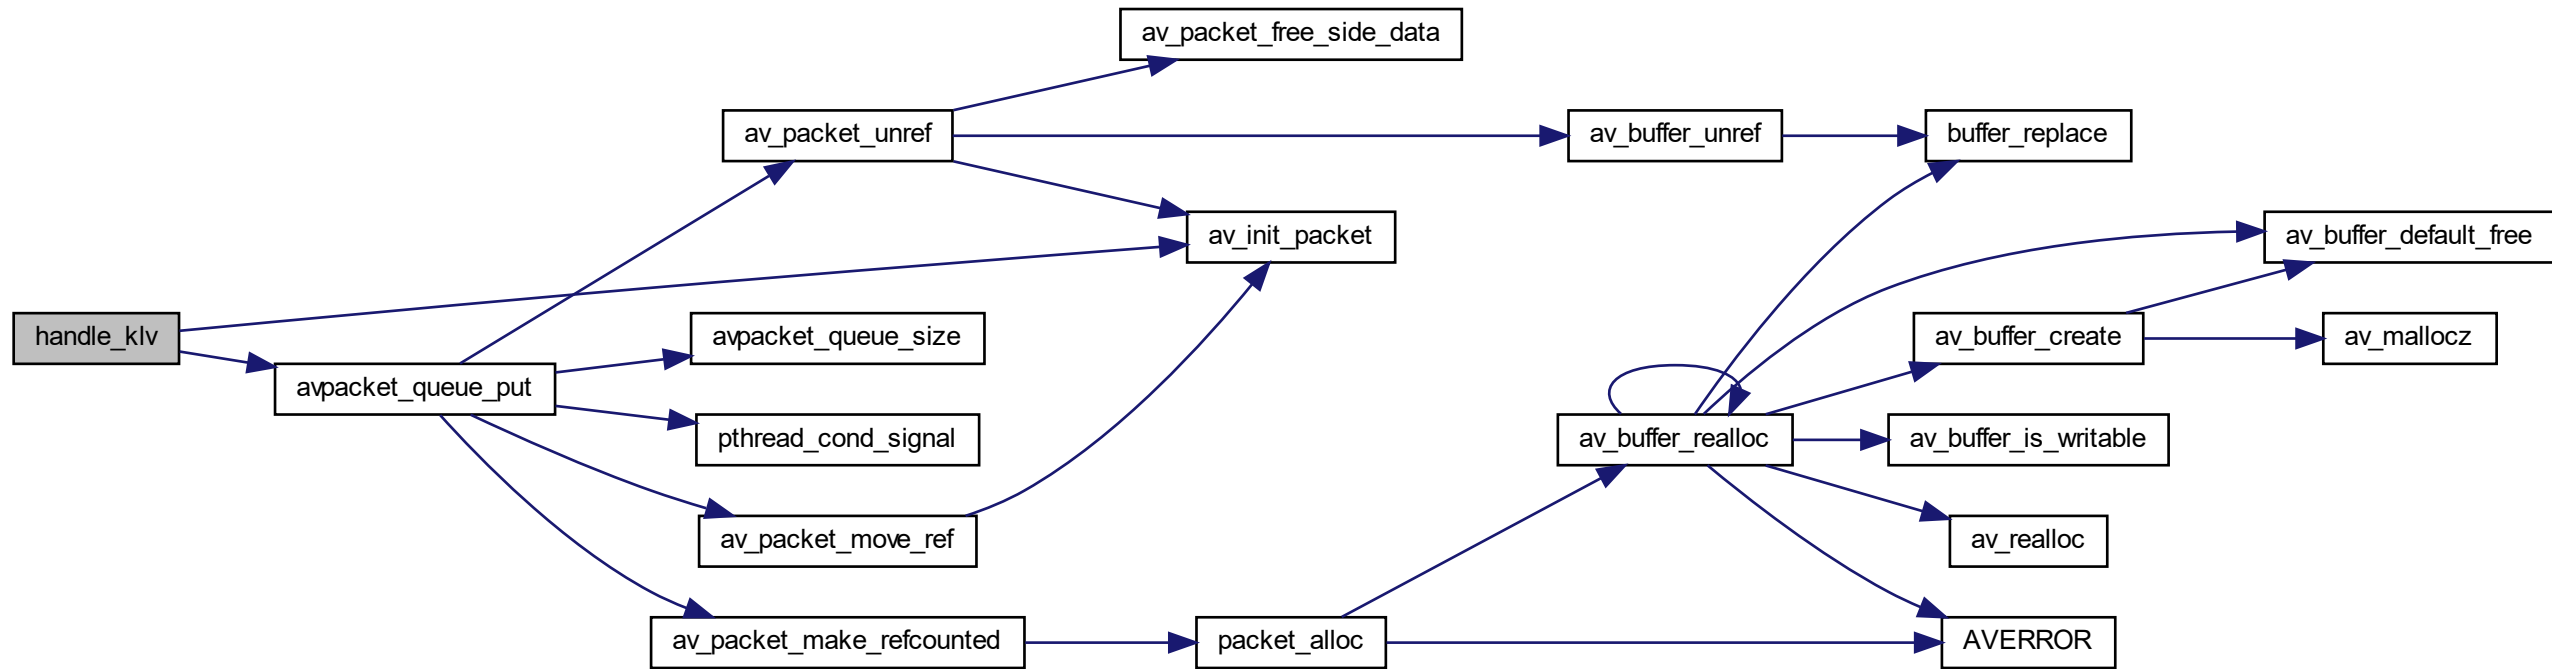 av_packet_free_side_data
av_packet_unref
av_buffer_unref
buffer_replace
av_init_packet
av_buffer_default_free
handle_klv
avpacket_queue_size
av_buffer_create
av_mallocz
avpacket_queue_put
pthread_cond_signal
av_buffer_realloc
av_buffer_is_writable
av_packet_move_ref
av_realloc
av_packet_make_refcounted
packet_alloc
AVERROR